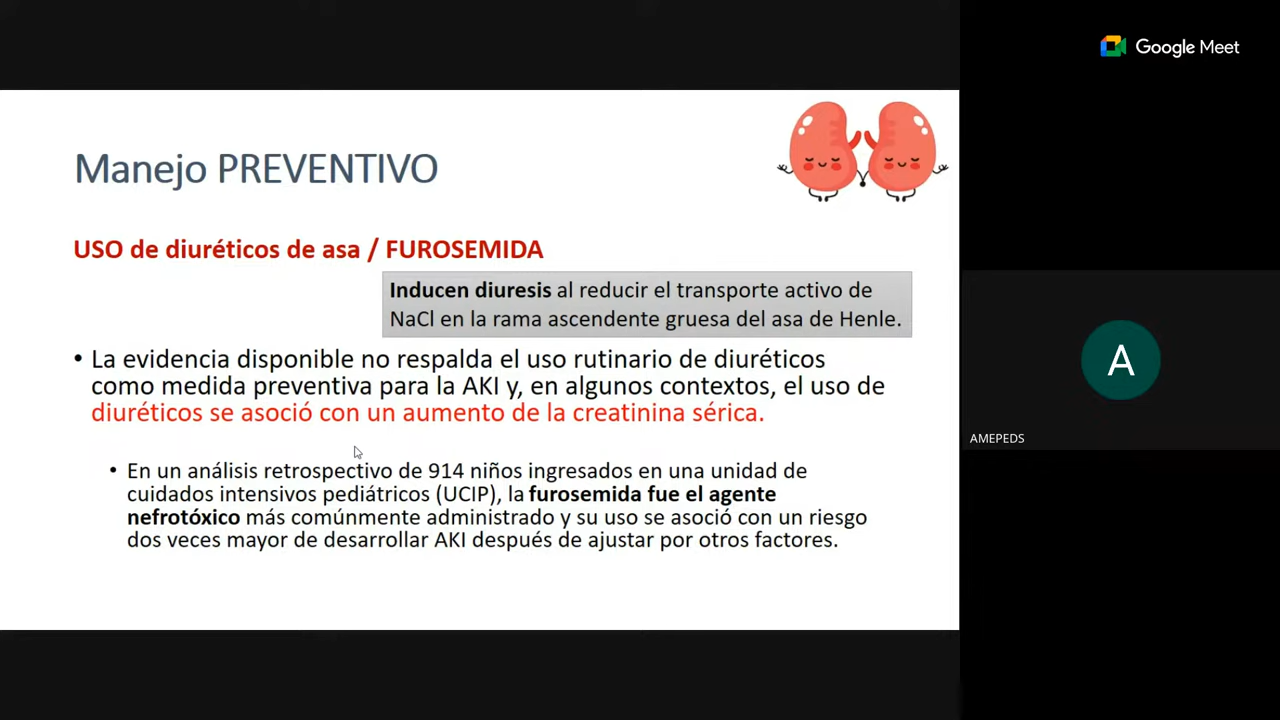 Google Meet
Manejo PREVENTIVO
USO de diuréticos de asa / FUROSEMIDA
Inducen diuresis al reducir el transporte activo de
NaCl en la rama ascendente gruesa del asa de Henle.
• La evidencia disponible no respalda el uso rutinario de diuréticos
como medida preventiva para la AKI y, en algunos contextos, el uso de
diuréticos se asoció con un aumento de la creatinina sérica.
• En un análisis retrospectivo de 914 niños ingresados en una unidad de
cuidados intensivos pediátricos (UCIP), la furosemida fue el agente
nefrotóxico más comúnmente administrado y su uso se asoció con un riesgo
dos veces mayor de desarrollar AKI después de ajustar por otros factores.
A
AMEPEDS